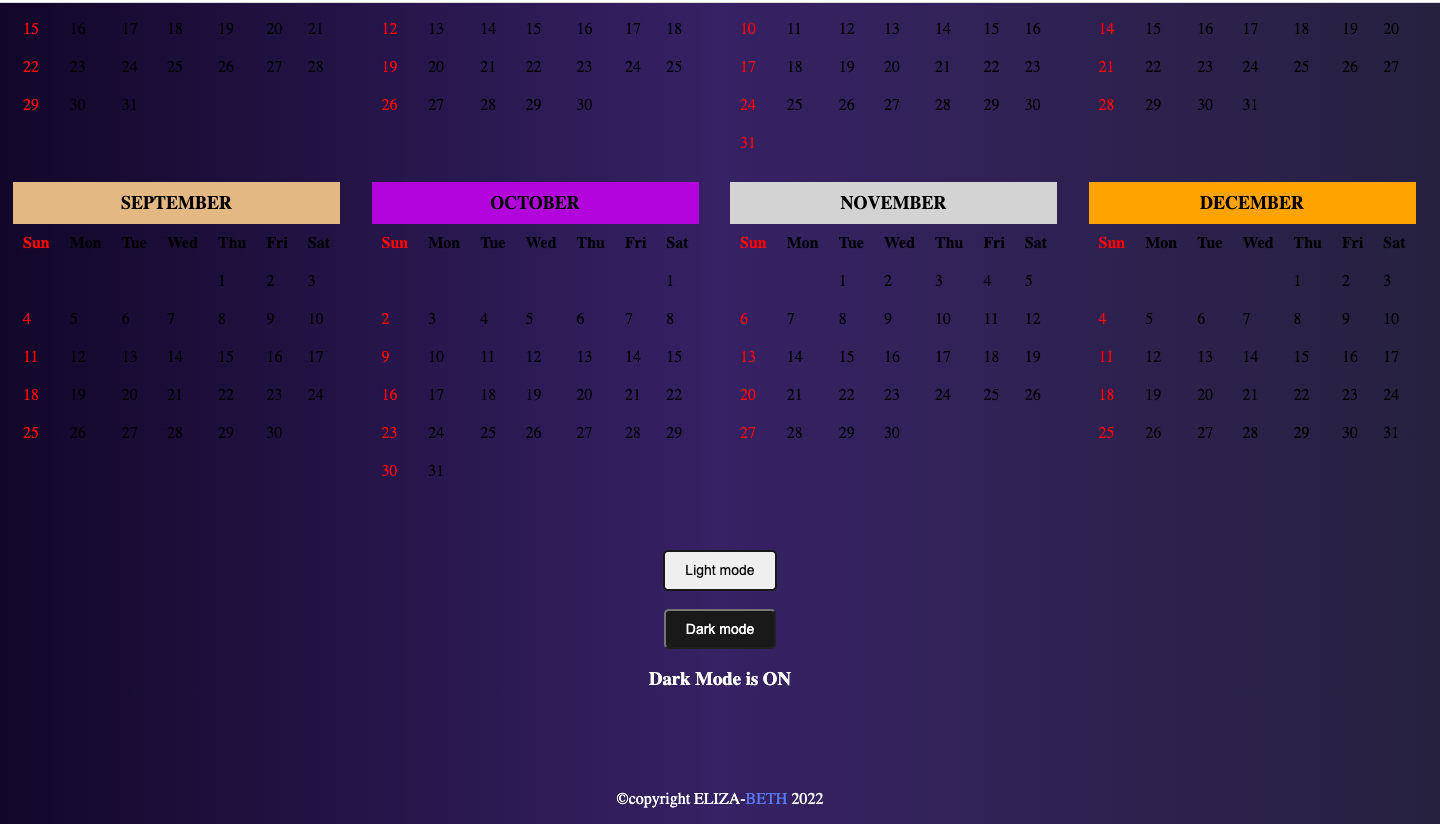 15 16 17 18 19 20 21 12 13 14 15 16 17 18 10 11 12 13 14 15 16 14 15 16 17 18 19 20
22 23 24 25 26 27 28 19 20 21 22 23 24 25 17 18 19 20 21 22 23 21 22 23 24 25 26 27
29 30 31 26 27 28 29 30 24 25 26 27 28 29 30 28 29 30 31
31
SEPTEMBER OCTOBER NOVEMBER DECEMBER
Sun Mon Tue Wed Thu Fri Sat Sun Mon Tue Wed Thu Fri Sat Sun Mon Tue Wed Thu Fri Sat Sun Mon Tue Wed Thu Fri Sat
1 2 3 1 1 2 3 4 5 1 2 3
4 5 6 7 8 9 10 2 3 4 5 6 7 8 6 7 8 9 10 11 12 4 5 6 7 8 9 10
11 12 13 14 15 16 17 9 10 11 12 13 14 15 13 14 15 16 17 18 19 11 12 13 14 15 16 17
18 19 20 21 22 23 24 16 17 18 19 20 21 22 20 21 22 23 24 25 26 18 19 20 21 22 23 24
25 26 27 28 29 30 23 24 25 26 27 28 29 27 28 29 30 25 26 27 28 29 30 31
30 31
Light mode
Dark mode
Dark Mode is ON
©copyright ELIZA-BETH 2022